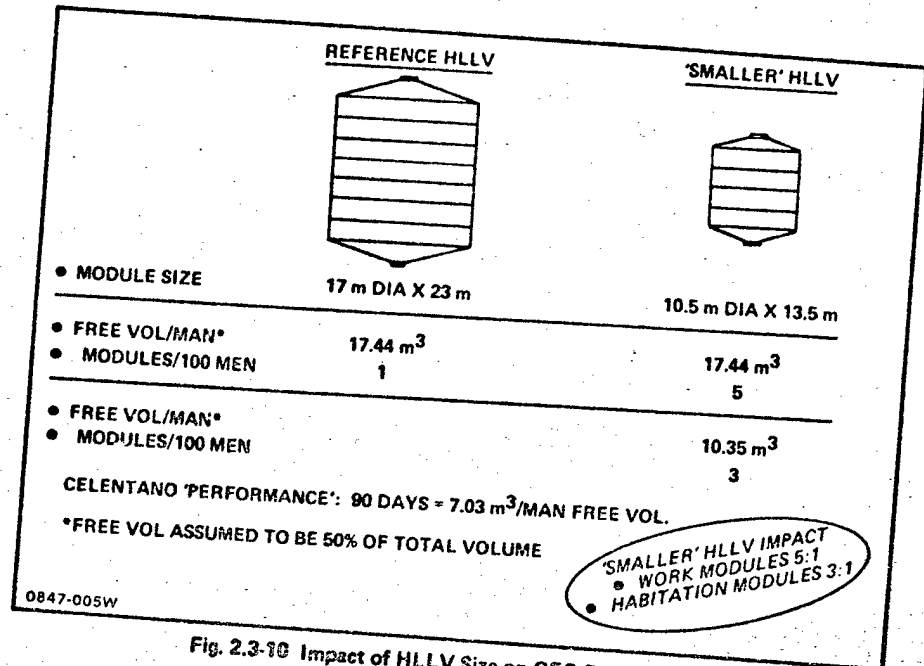 REFERENCE HLLV
'SMALLER' HLLV
• MODULE SIZE
17 m DIA X 23 m
10.5 m DIA X 13.5 m
• FREE VOL/MAN* 17.44 m³ 17.44 m³
• MODULES/100 MEN 1 5
• FREE VOL/MAN* 10.35 m³
• MODULES/100 MEN 3
CELENTANO 'PERFORMANCE': 90 DAYS = 7.03 m³/MAN FREE VOL.
*FREE VOL ASSUMED TO BE 50% OF TOTAL VOLUME
'SMALLER' HLLV IMPACT
• WORK MODULES 5:1
• HABITATION MODULES 3:1
0847-005W
Fig. 2.3-10 Impact of HLLV Size on